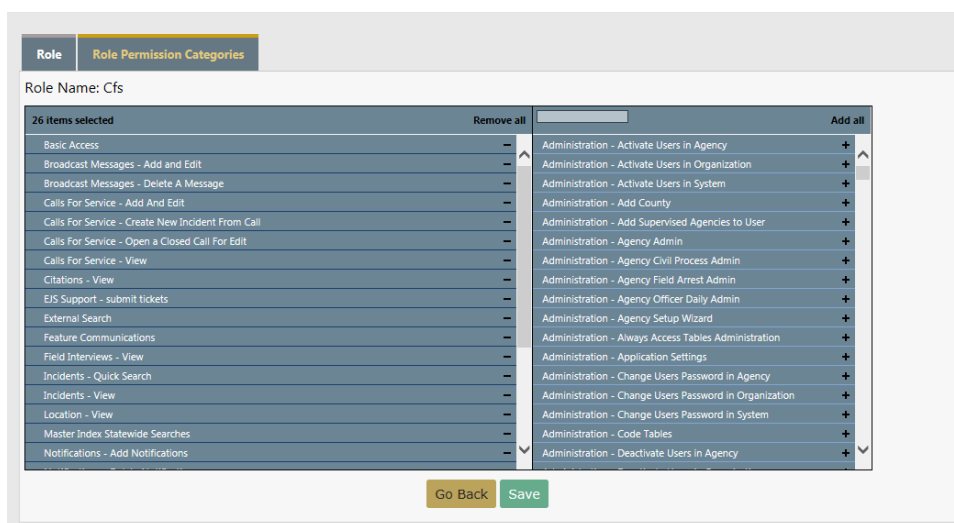 Role
Role Permission Categories
Role Name: Cfs
26 items selected
Remove all
Add all
Basic Access
Broadcast Messages - Add and Edit
Broadcast Messages - Delete A Message
Calls For Service - Add And Edit
Calls For Service - Create New Incident From Call
Calls For Service - Open a Closed Call For Edit
Calls For Service - View
Citations - View
EJS Support - submit tickets
External Search
Feature Communications
Field Interviews - View
Incidents - Quick Search
Incidents - View
Location - View
Master Index Statewide Searches
Notifications - Add Notifications
Administration - Activate Users in Agency
Administration - Activate Users in Organization
Administration - Activate Users in System
Administration - Add County
Administration - Add Supervised Agencies to User
Administration - Agency Admin
Administration - Agency Civil Process Admin
Administration - Agency Field Arrest Admin
Administration - Agency Officer Daily Admin
Administration - Agency Setup Wizard
Administration - Always Access Tables Administration
Administration - Application Settings
Administration - Change Users Password in Agency
Administration - Change Users Password in Organization
Administration - Change Users Password in System
Administration - Code Tables
Administration - Deactivate Users in Agency
Go Back
Save